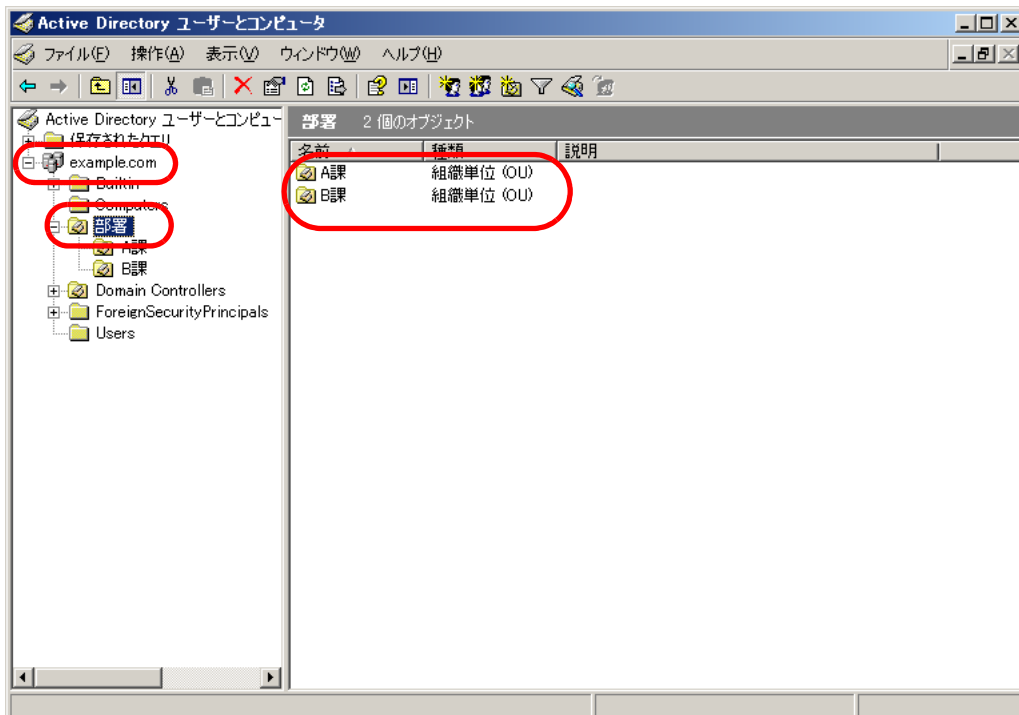 Active Directory ユーザーとコンピュータ
ファイル(F) 操作(A) 表示(V) ウィンドウ(W) ヘルプ(H)
Active Directory ユーザーとコンピュー
保存されたクエリ
example.com
Builtin
Computers
部署
A課
B課
Domain Controllers
ForeignSecurityPrincipals
Users
部署 2 個のオブジェクト
名前 種類 説明
A課 組織単位 (OU)
B課 組織単位 (OU)